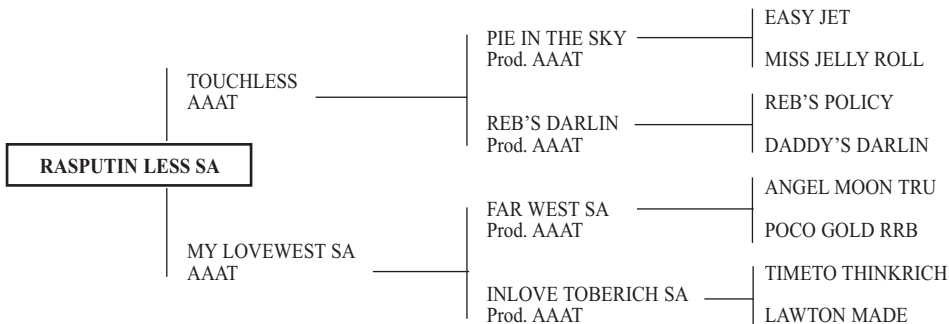 EASY JET
PIE IN THE SKY
Prod. AAAT
MISS JELLY ROLL
TOUCHLESS
AAAT
REB'S POLICY
REB'S DARLIN
Prod. AAAT
DADDY'S DARLIN
RASPUTIN LESS SA
ANGEL MOON TRU
FAR WEST SA
Prod. AAAT
POCO GOLD RRB
MY LOVEWEST SA
AAAT
TIMETO THINKRICH
INLOVE TOBERICH SA
Prod. AAAT
LAWTON MADE